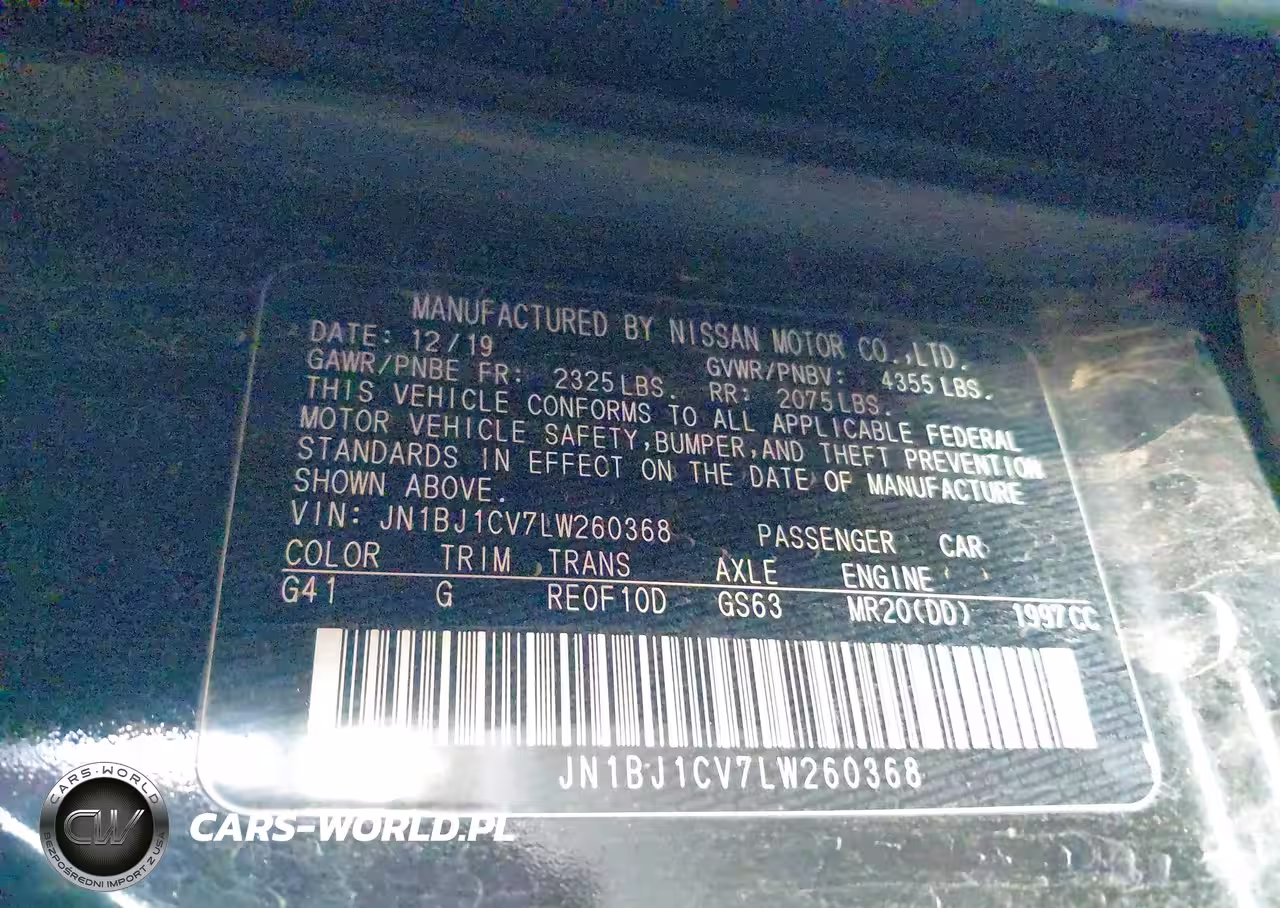 MANUFACTURED BY NISSAN MOTOR CO.,LTD.
DATE: 12/19 GVWR/PNBV: 4355 LBS.
GAWR/PNBE FR: 2325 LBS. RR: 2075 LBS.
THIS VEHICLE CONFORMS TO ALL APPLICABLE FEDERAL
MOTOR VEHICLE SAFETY,BUMPER,AND THEFT PREVENTION
STANDARDS IN EFFECT ON THE DATE OF MANUFACTURE
SHOWN ABOVE.
VIN: JN1BJ1CV7LW260368 PASSENGER CAR
COLOR TRIM TRANS AXLE ENGINE
G41 G RE0F10D GS63 MR20(DD) 1997CC
JN1BJ1CV7LW260368
CARS-WORLD
CW
BEZPOŚREDNI IMPORT Z USA
CARS-WORLD.PL